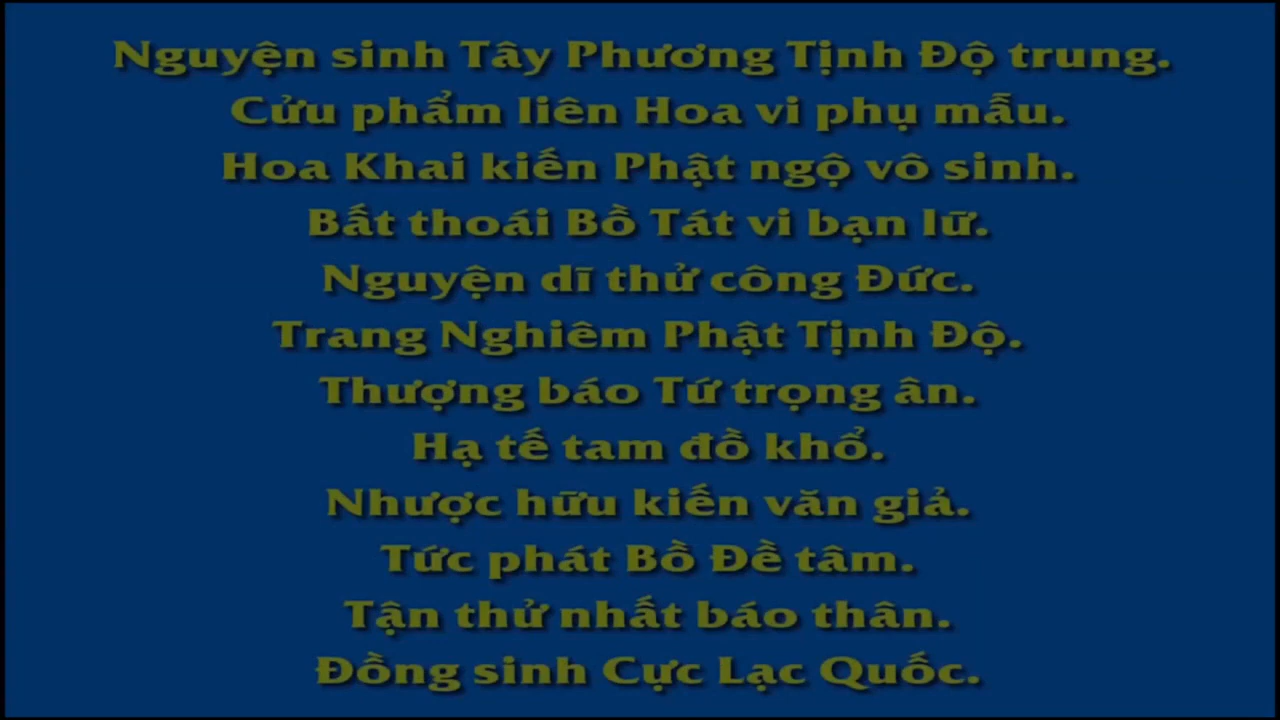 Nguyện sinh Tây Phương Tịnh Độ trung.
Cửu phẩm liên Hoa vi phụ mẫu.
Hoa Khai kiến Phật ngộ vô sinh.
Bất thoái Bồ Tát vi bạn lữ.
Nguyện dĩ thử công Đức.
Trang Nghiêm Phật Tịnh Độ.
Thượng báo Tứ trọng ân.
Hạ tế tam đồ khổ.
Nhược hữu kiến văn giả.
Tức phát Bồ Đề tâm.
Tận thử nhất báo thân.
Đồng sinh Cực Lạc Quốc.